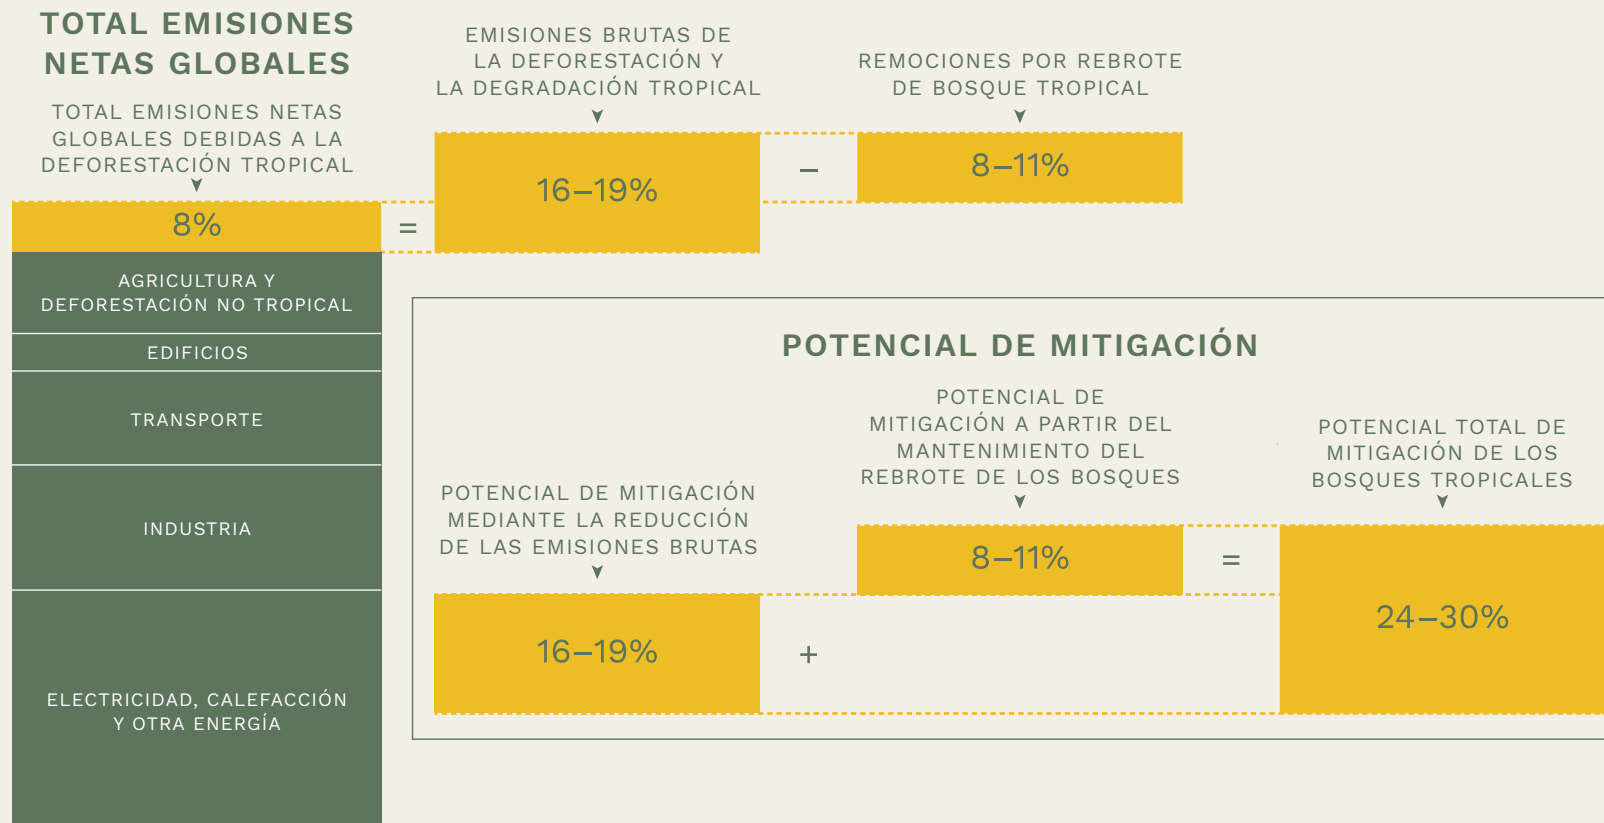 TOTAL EMISIONES
NETAS GLOBALES
TOTAL EMISIONES NETAS
GLOBALES DEBIDAS A LA
DEFORESTACIÓN TROPICAL
8%
=
EMISIONES BRUTAS DE
LA DEFORESTACIÓN Y
LA DEGRADACIÓN TROPICAL
16–19%
–
REMOCIONES POR REBROTE
DE BOSQUE TROPICAL
8–11%
AGRICULTURA Y
DEFORESTACIÓN NO TROPICAL
EDIFICIOS
TRANSPORTE
INDUSTRIA
ELECTRICIDAD, CALEFACCIÓN
Y OTRA ENERGÍA
POTENCIAL DE MITIGACIÓN
POTENCIAL DE MITIGACIÓN
MEDIANTE LA REDUCCIÓN
DE LAS EMISIONES BRUTAS
16–19%
+
POTENCIAL DE
MITIGACIÓN A PARTIR DEL
MANTENIMIENTO DEL
REBROTE DE LOS BOSQUES
8–11%
=
POTENCIAL TOTAL DE
MITIGACIÓN DE LOS
BOSQUES TROPICALES
24–30%